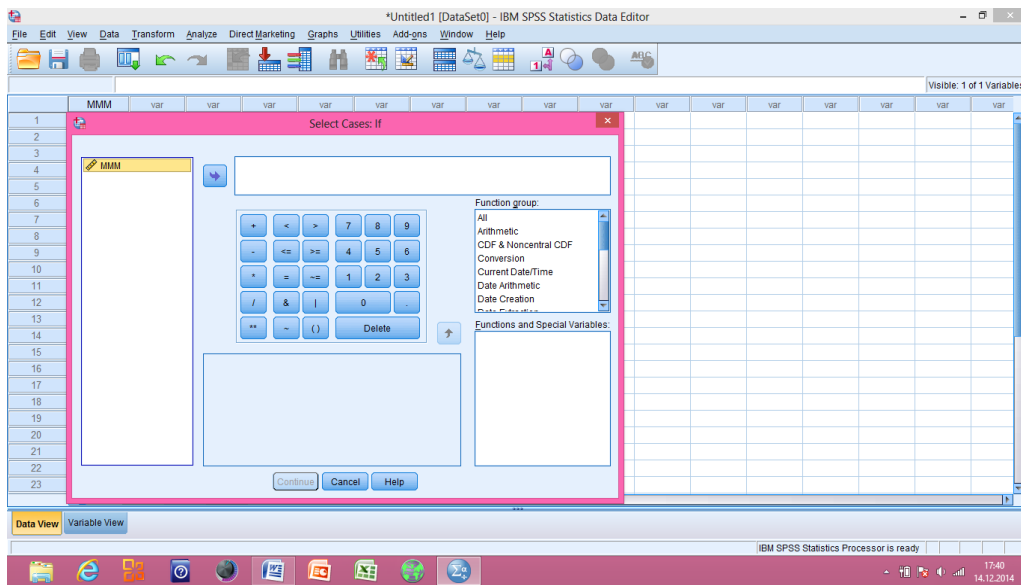 *Untitled1 [DataSet0] - IBM SPSS Statistics Data Editor
File Edit View Data Transform Analyze Direct Marketing Graphs Utilities Add-ons Window Help
Visible: 1 of 1 Variables
MMM var var var var var var var var var var var var var var var var
1
2
3
4
5
6
7
8
9
10
11
12
13
14
15
16
17
18
19
20
21
22
23
Select Cases: If
MMM
Function group:
All
Arithmetic
CDF & Noncentral CDF
Conversion
Current Date/Time
Date Arithmetic
Date Creation
Date Extraction
+ < > 7 8 9
- <= >= 4 5 6
* = ~= 1 2 3
/ & | 0 .
** ~ ( ) Delete
Functions and Special Variables:
Continue Cancel Help
Data View Variable View
IBM SPSS Statistics Processor is ready
17:40
14.12.2014